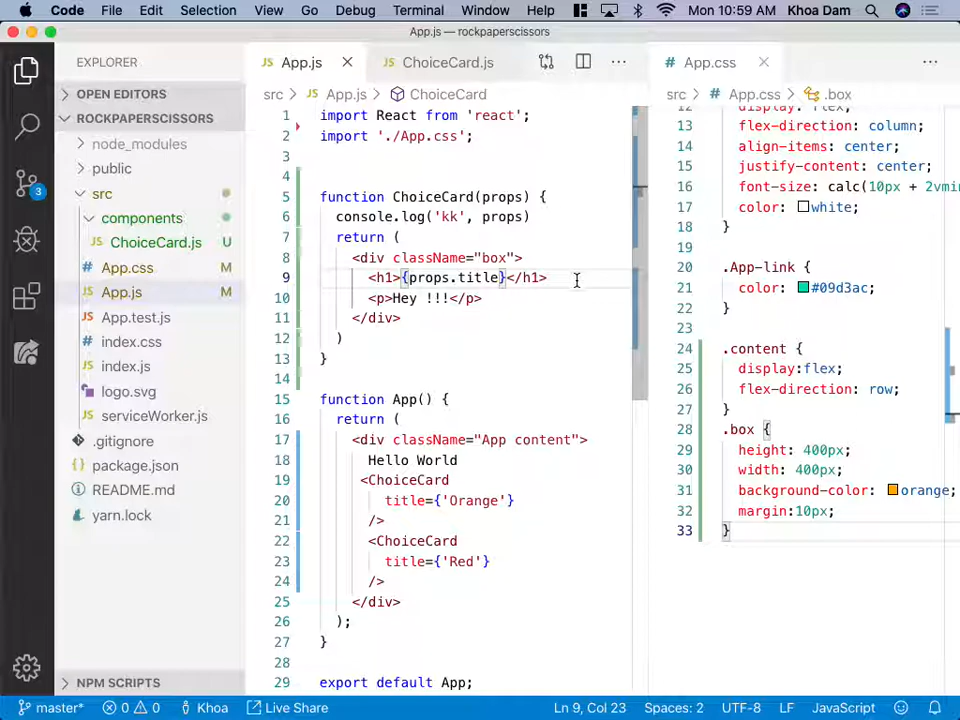 Code File Edit Selection View Go Debug Terminal Window Help Mon 10:59 AM Khoa Dam
App.js — rockpaperscissors
EXPLORER
OPEN EDITORS
ROCKPAPERSCISSORS
node_modules
public
src
components
JS ChoiceCard.js U
# App.css M
JS App.js M
JS App.test.js
# index.css
JS index.js
logo.svg
JS serviceWorker.js
.gitignore
package.json
README.md
yarn.lock
NPM SCRIPTS
3
JS App.js
JS ChoiceCard.js
src > JS App.js > ChoiceCard
1 import React from 'react';
2 import './App.css';
3
4
5 function ChoiceCard(props) {
6 console.log('kk', props)
7 return (
8 <div className="box">
9 <h1>{props.title}</h1>
10 <p>Hey !!!</p>
11 </div>
12 )
13 }
14
15 function App() {
16 return (
17 <div className="App content">
18 Hello World
19 <ChoiceCard
20 title={'Orange'}
21 />
22 <ChoiceCard
23 title={'Red'}
24 />
25 </div>
26 );
27 }
28
29 export default App;
# App.css
src > # App.css > .box
12 display: flex;
13 flex-direction: column;
14 align-items: center;
15 justify-content: center;
16 font-size: calc(10px + 2vmi
17 color: white;
18 }
19
20 .App-link {
21 color: #09d3ac;
22 }
23
24 .content {
25 display:flex;
26 flex-direction: row;
27 }
28 .box {
29 height: 400px;
30 width: 400px;
31 background-color: orange;
32 margin:10px;
33 }
master* 0 0 Khoa Live Share Ln 9, Col 23 Spaces: 2 UTF-8 LF JavaScript